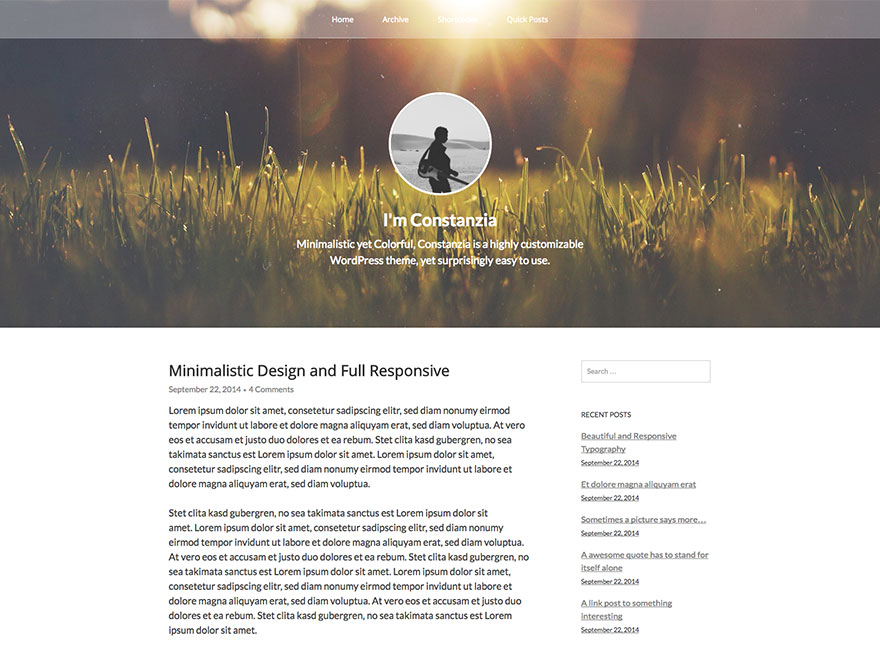 Home Archive Shortcodes Quick Posts
I'm Constanzia
Minimalistic yet Colorful, Constanzia is a highly customizable
WordPress theme, yet surprisingly easy to use.
Minimalistic Design and Full Responsive
September 22, 2014 • 4 Comments
Lorem ipsum dolor sit amet, consetetur sadipscing elitr, sed diam nonumy eirmod
tempor invidunt ut labore et dolore magna aliquyam erat, sed diam voluptua. At vero
eos et accusam et justo duo dolores et ea rebum. Stet clita kasd gubergren, no sea
takimata sanctus est Lorem ipsum dolor sit amet. Lorem ipsum dolor sit amet,
consetetur sadipscing elitr, sed diam nonumy eirmod tempor invidunt ut labore et
dolore magna aliquyam erat, sed diam voluptua.
Stet clita kasd gubergren, no sea takimata sanctus est Lorem ipsum dolor sit
amet. Lorem ipsum dolor sit amet, consetetur sadipscing elitr, sed diam nonumy
eirmod tempor invidunt ut labore et dolore magna aliquyam erat, sed diam voluptua.
At vero eos et accusam et justo duo dolores et ea rebum. Stet clita kasd gubergren, no
sea takimata sanctus est Lorem ipsum dolor sit amet. Lorem ipsum dolor sit amet,
consetetur sadipscing elitr, sed diam nonumy eirmod tempor invidunt ut labore et
dolore magna aliquyam erat, sed diam voluptua. At vero eos et accusam et justo duo
dolores et ea rebum. Stet clita kasd gubergren, no sea takimata sanctus est Lorem
ipsum dolor sit amet.
Search …
RECENT POSTS
Beautiful and Responsive
Typography
September 22, 2014
Et dolore magna aliquyam erat
September 22, 2014
Sometimes a picture says more…
September 22, 2014
A awesome quote has to stand for
itself alone
September 22, 2014
A link post to something
interesting
September 22, 2014